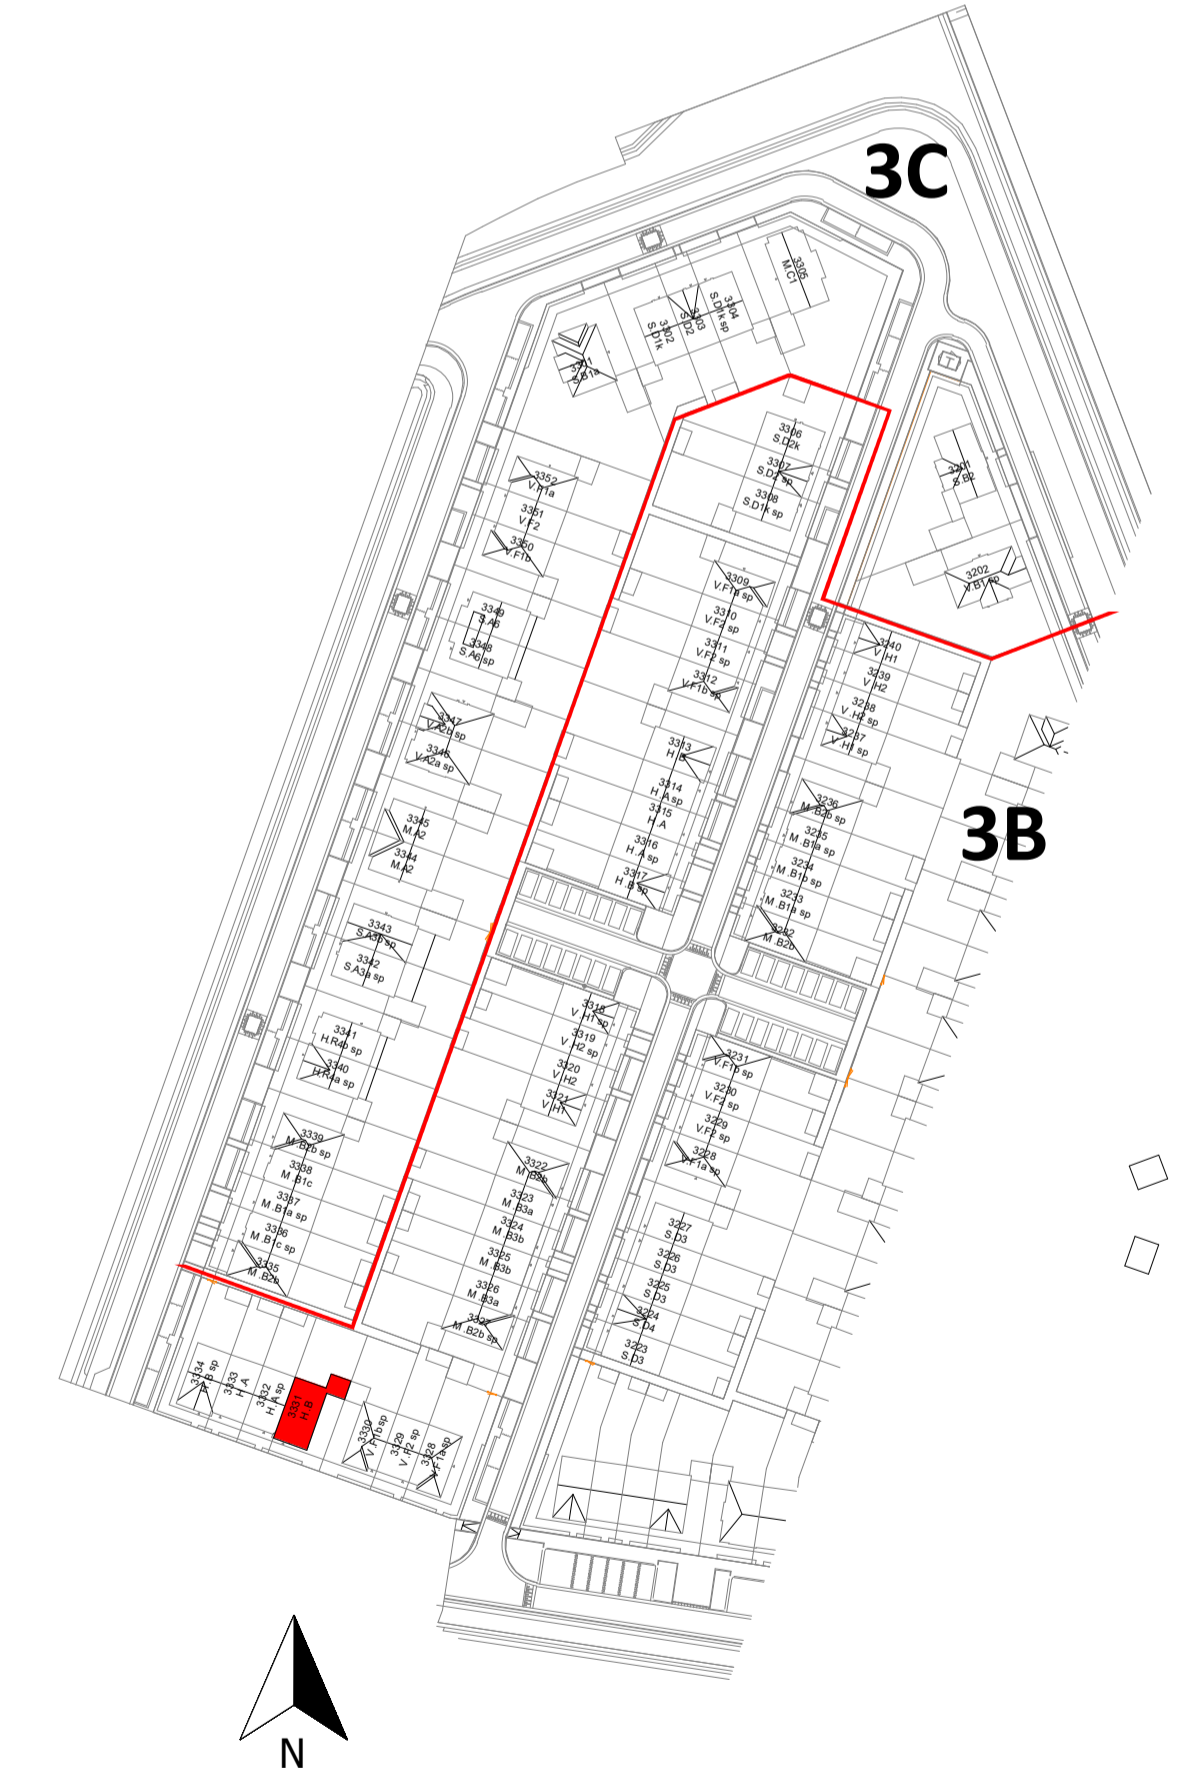 3C
3305
M.C1
3304
S.D1k sp
3303
S.D2
3302
S.D1k
3301
S.B1a
3306
S.D2k
3307
S.D2 sp
3308
S.D1k sp
3201
S.B2
3202
V.B1 sp
3352
V.F1a
3351
V.F2
3350
V.F1b
3349
S.A6
3348
S.A6 sp
3347
V.A2b sp
3346
V.A2a sp
3345
M.A2
3344
M.A2
3343
S.A3b sp
3342
S.A3a sp
3341
H.R4b sp
3340
H.R4a sp
3339
M.B2b sp
3338
M.B1c
3337
M.B1a sp
3336
M.B1c sp
3335
M.B2b
3309
V.F1a sp
3310
V.F2 sp
3311
V.F2 sp
3312
V.F1b sp
3313
H.B
3314
H.A sp
3315
H.A
3316
H.A sp
3317
H.B sp
3240
V.H1
3239
V.H2
3238
V.H2 sp
3237
V.H1 sp
3B
3236
M.B2b sp
3235
M.B1a sp
3234
M.B1b sp
3233
M.B1a sp
3232
M.B2b
3318
V.H1 sp
3319
V.H2 sp
3320
V.H2
3321
V.H1
3231
V.F1b sp
3230
V.F2 sp
3229
V.F2 sp
3228
V.F1a sp
3322
M.B2b
3323
M.B3a
3324
M.B3b
3325
M.B3b
3326
M.B3a
3327
M.B2b sp
3227
S.D3
3226
S.D3
3225
S.D3
3224
S.D4
3223
S.D3
3334
H.B sp
3333
H.A
3332
H.A sp
3331
H.B
3330
V.F1b sp
3329
V.F2 sp
3328
V.F1a sp
N